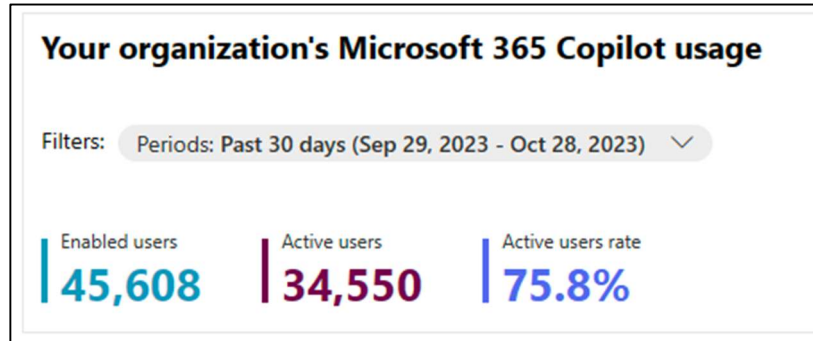 Your organization's Microsoft 365 Copilot usage
Filters: Periods: Past 30 days (Sep 29, 2023 - Oct 28, 2023)
Enabled users Active users Active users rate
45,608 34,550 75.8%